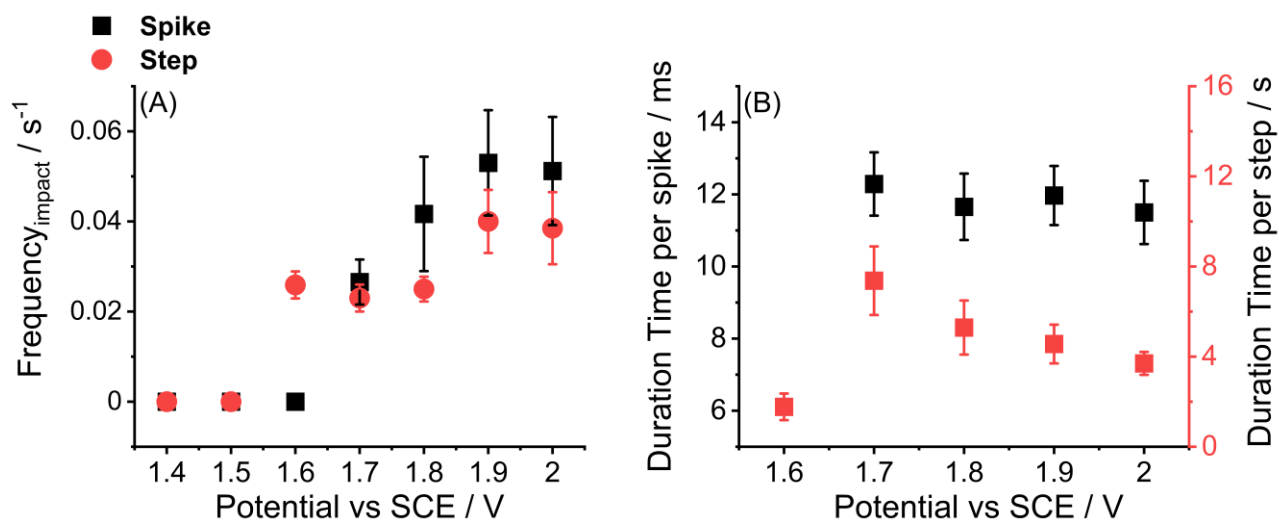 Spike
Step
(A)
Frequency_impact / s⁻¹
0.06
0.04
0.02
0
1.4 1.5 1.6 1.7 1.8 1.9 2
Potential vs SCE / V
(B)
Duration Time per spike / ms
14
12
10
8
6
1.6 1.7 1.8 1.9 2
Potential vs SCE / V
16
12
8
4
0
Duration Time per step / s